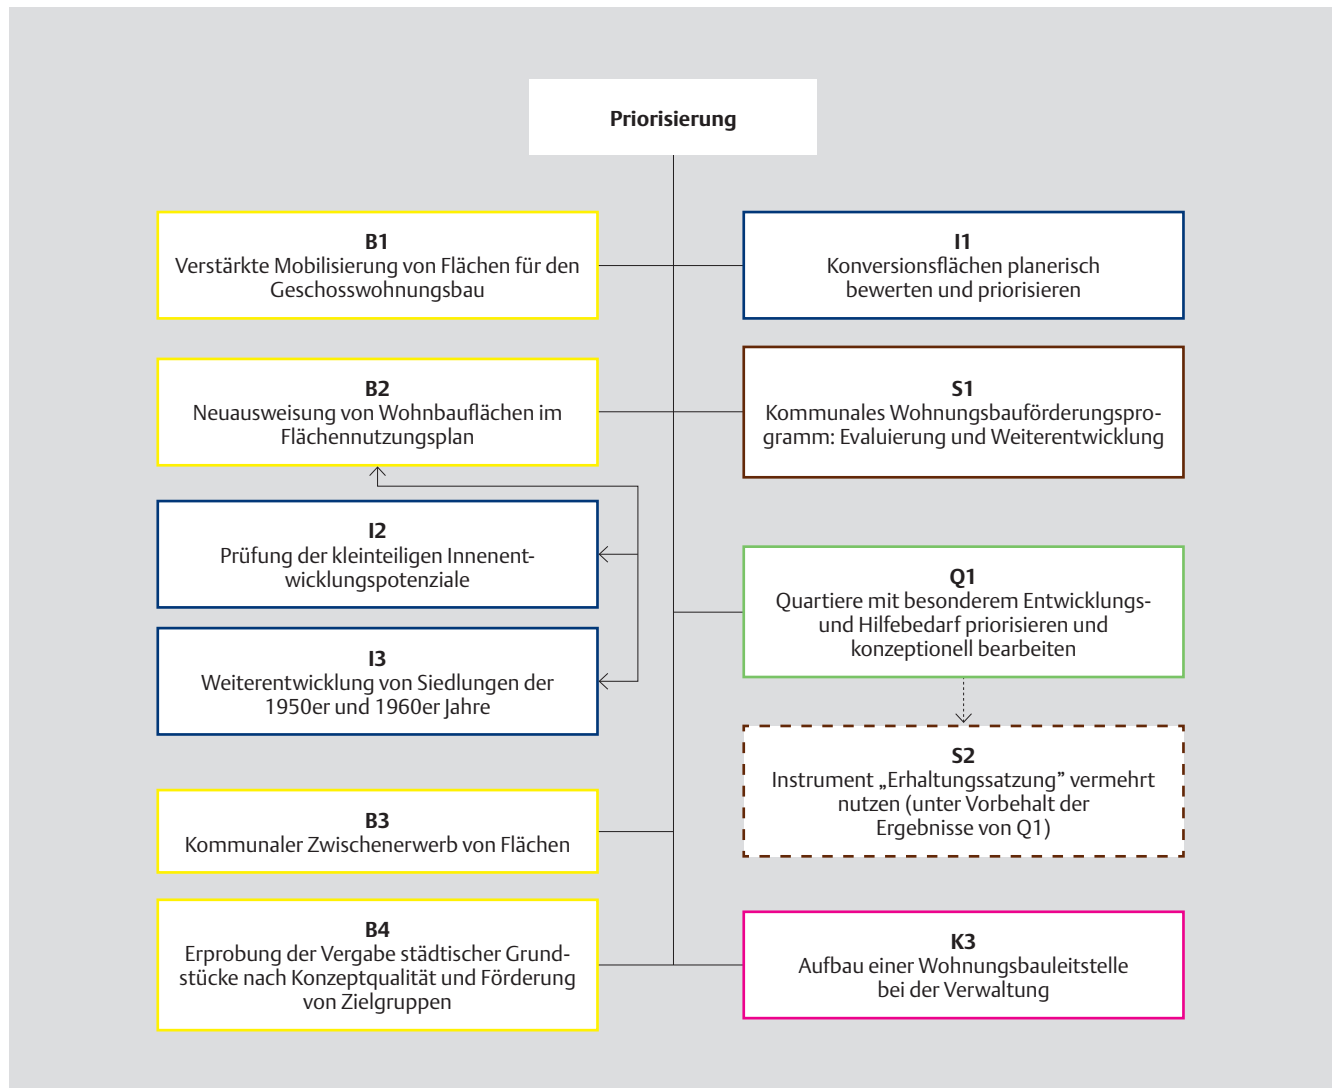 Priorisierung
B1
Verstärkte Mobilisierung von Flächen für den
Geschosswohnungsbau
B2
Neuausweisung von Wohnbauflächen im
Flächennutzungsplan
I2
Prüfung der kleinteiligen Innenent-
wicklungspotenziale
I3
Weiterentwicklung von Siedlungen der
1950er und 1960er Jahre
B3
Kommunaler Zwischenerwerb von Flächen
B4
Erprobung der Vergabe städtischer Grund-
stücke nach Konzeptqualität und Förderung
von Zielgruppen
I1
Konversionsflächen planerisch
bewerten und priorisieren
S1
Kommunales Wohnungsbauförderungspro-
gramm: Evaluierung und Weiterentwicklung
Q1
Quartiere mit besonderem Entwicklungs-
und Hilfebedarf priorisieren und
konzeptionell bearbeiten
S2
Instrument „Erhaltungssatzung” vermehrt
nutzen (unter Vorbehalt der
Ergebnisse von Q1)
K3
Aufbau einer Wohnungsbauleitstelle
bei der Verwaltung